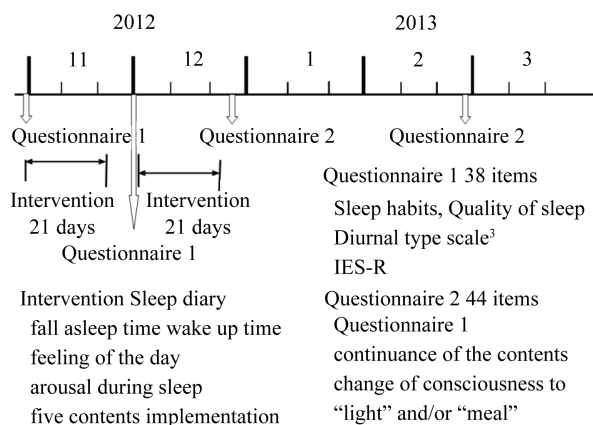 2012 2013
11 12 1 2 3
Questionnaire 1 Questionnaire 2 Questionnaire 2
Intervention
21 days
Intervention
21 days
Questionnaire 1
Questionnaire 1 38 items
Sleep habits, Quality of sleep
Diurnal type scale³
IES-R
Intervention Sleep diary
fall asleep time wake up time
feeling of the day
arousal during sleep
five contents implementation
Questionnaire 2 44 items
Questionnaire 1
continuance of the contents
change of consciousness to
“light” and/or “meal”